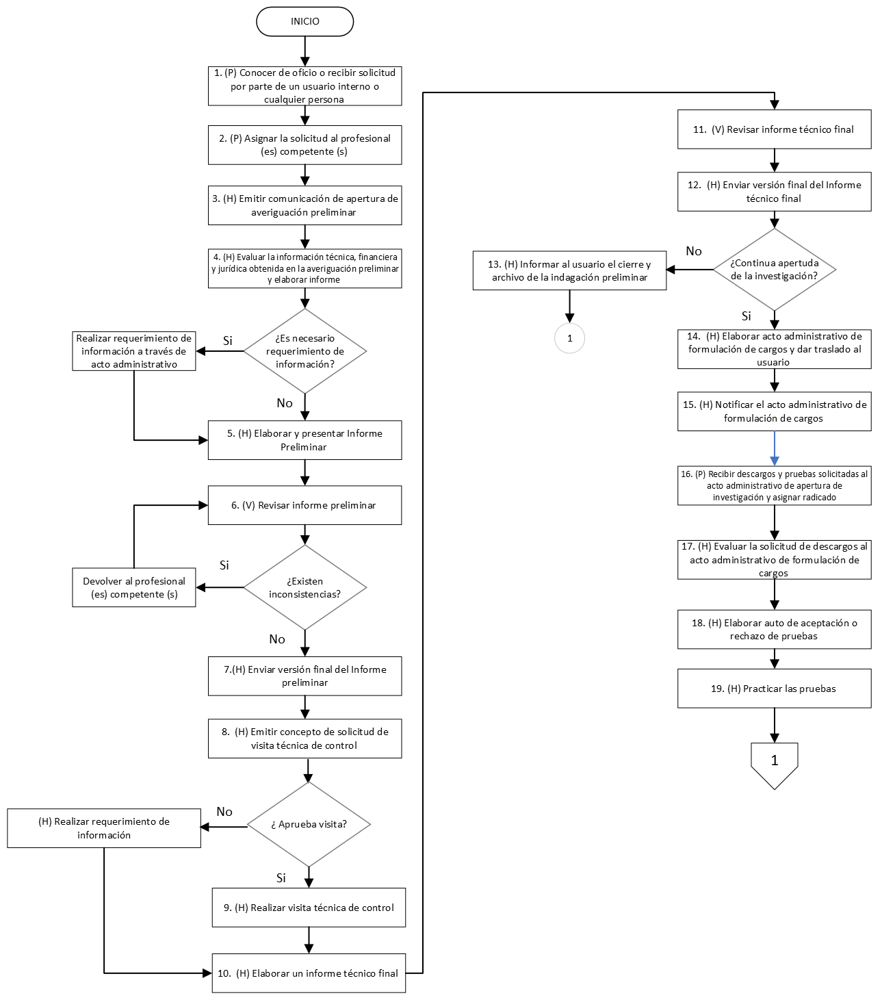 INICIO
1. (P) Conocer de oficio o recibir solicitud
por parte de un usuario interno o
cualquier persona
2. (P) Asignar la solicitud al profesional
(es) competente (s)
3. (H) Emitir comunicación de apertura de
averiguación preliminar
4. (H) Evaluar la información técnica, financiera
y jurídica obtenida en la averiguación preliminar
y elaborar informe
¿Es necesario
requerimiento de
información?
Si
Realizar requerimiento de
información a través de
acto administrativo
No
5. (H) Elaborar y presentar Informe
Preliminar
6. (V) Revisar informe preliminar
¿Existen
inconsistencias?
Si
Devolver al profesional
(es) competente (s)
No
7.(H) Enviar versión final del Informe
preliminar
8.  (H) Emitir concepto de solicitud de
visita técnica de control
¿ Aprueba visita?
No
(H) Realizar requerimiento de
información
Si
9. (H) Realizar visita técnica de control
10.  (H) Elaborar un informe técnico final
11.  (V) Revisar informe técnico final
12.  (H) Enviar versión final del Informe
técnico final
¿Continua apertuda
de la investigación?
No
13. (H) Informar al usuario el cierre y
archivo de la indagación preliminar
1
Si
14.  (H) Elaborar acto administrativo de
formulación de cargos y dar traslado al
usuario
15. (H) Notificar el acto administrativo de
formulación de cargos
16. (P) Recibir descargos y pruebas solicitadas al
acto administrativo de apertura de
investigación y asignar radicado
17. (H) Evaluar la solicitud de descargos al
acto administrativo de formulación de
cargos
18. (H) Elaborar auto de aceptación o
rechazo de pruebas
19. (H) Practicar las pruebas
1